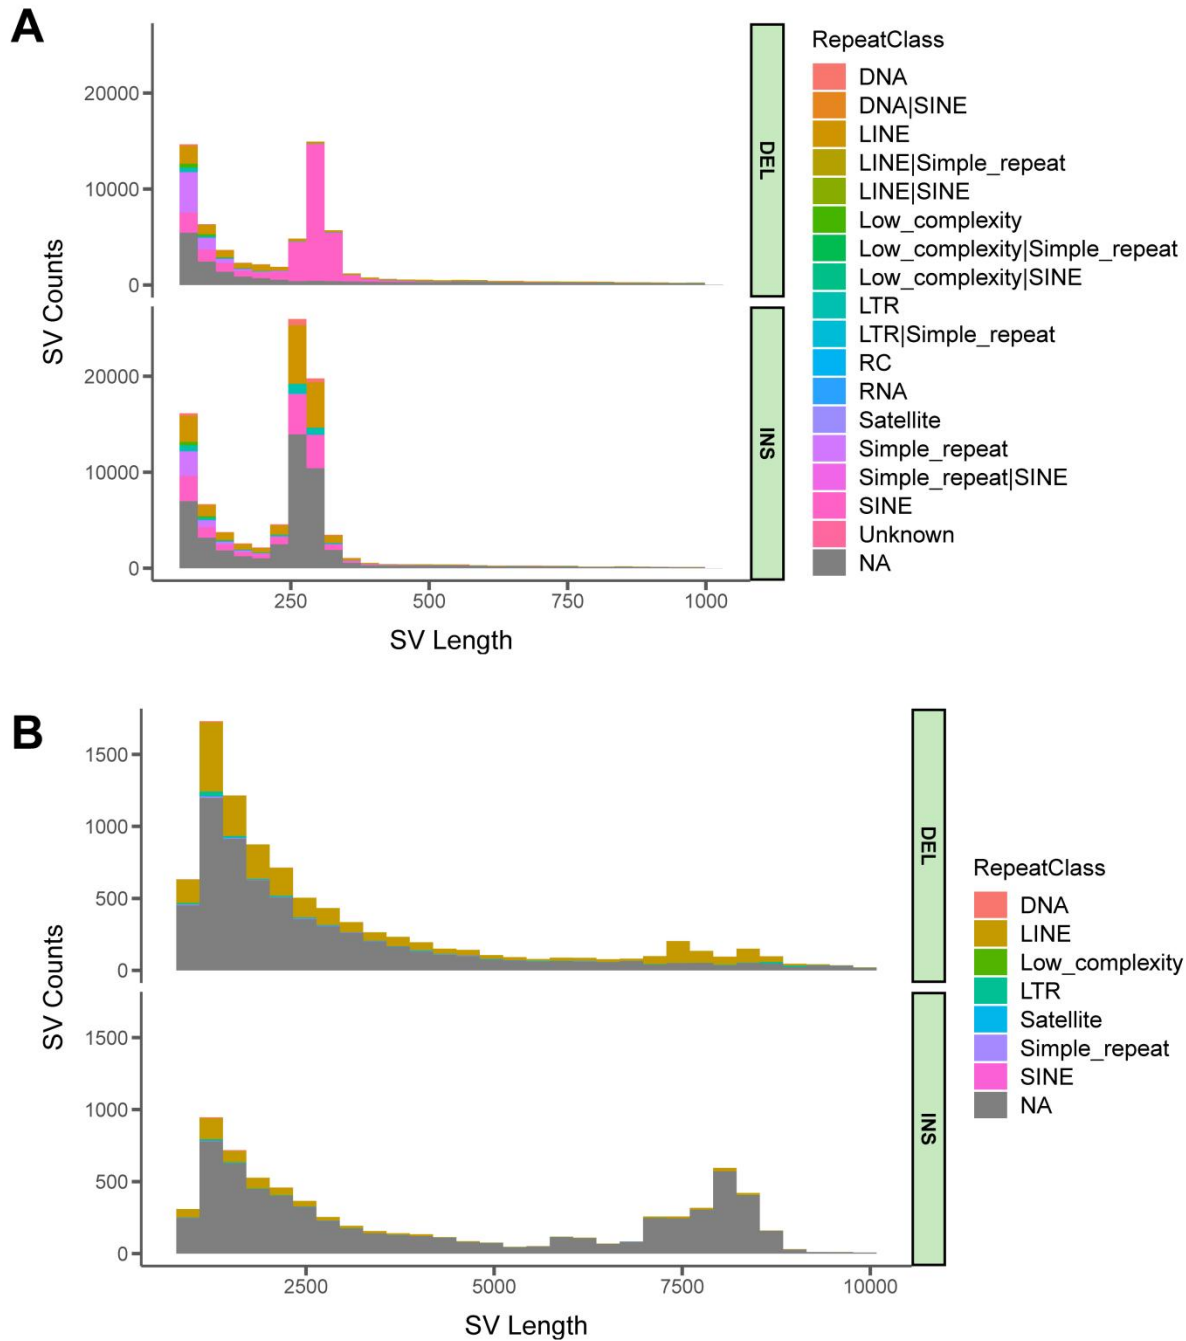 A
SV Counts
20000
10000
0
DEL
20000
10000
0
INS
250
500
750
1000
SV Length
RepeatClass
DNA
DNA|SINE
LINE
LINE|Simple_repeat
LINE|SINE
Low_complexity
Low_complexity|Simple_repeat
Low_complexity|SINE
LTR
LTR|Simple_repeat
RC
RNA
Satellite
Simple_repeat
Simple_repeat|SINE
SINE
Unknown
NA
B
SV Counts
1500
1000
500
0
DEL
1500
1000
500
0
INS
2500
5000
7500
10000
SV Length
RepeatClass
DNA
LINE
Low_complexity
LTR
Satellite
Simple_repeat
SINE
NA